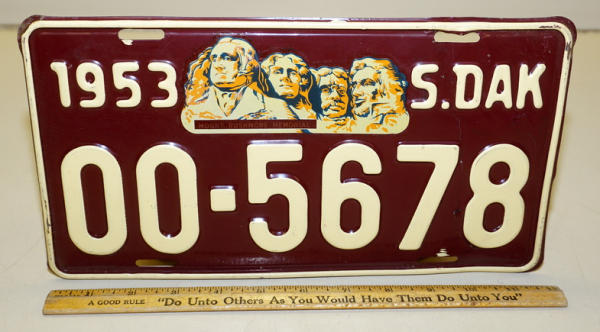 1953 S.DAK
MOUNT RUSHMORE MEMORIAL
00-5678
A GOOD RULE "Do Unto Others As You Would Have Them Do Unto You"